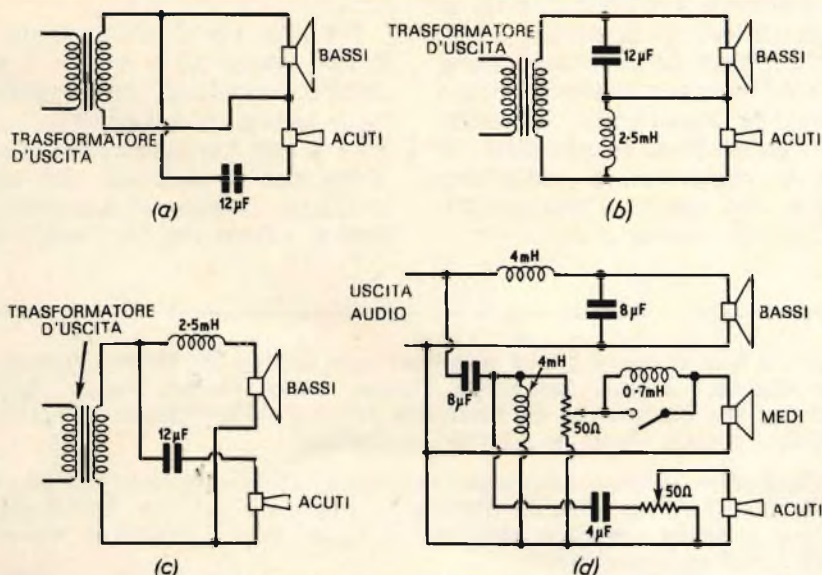 TRASFORMATORE
D'USCITA
BASSI
ACUTI
12µF
(a)
TRASFORMATORE
D'USCITA
12µF
BASSI
2·5mH
ACUTI
(b)
TRASFORMATORE
D'USCITA
2·5mH
BASSI
12µF
ACUTI
(c)
4mH
USCITA
AUDIO
8µF
BASSI
4mH
8µF
0·7mH
50Ω
MEDI
50Ω
4µF
ACUTI
(d)